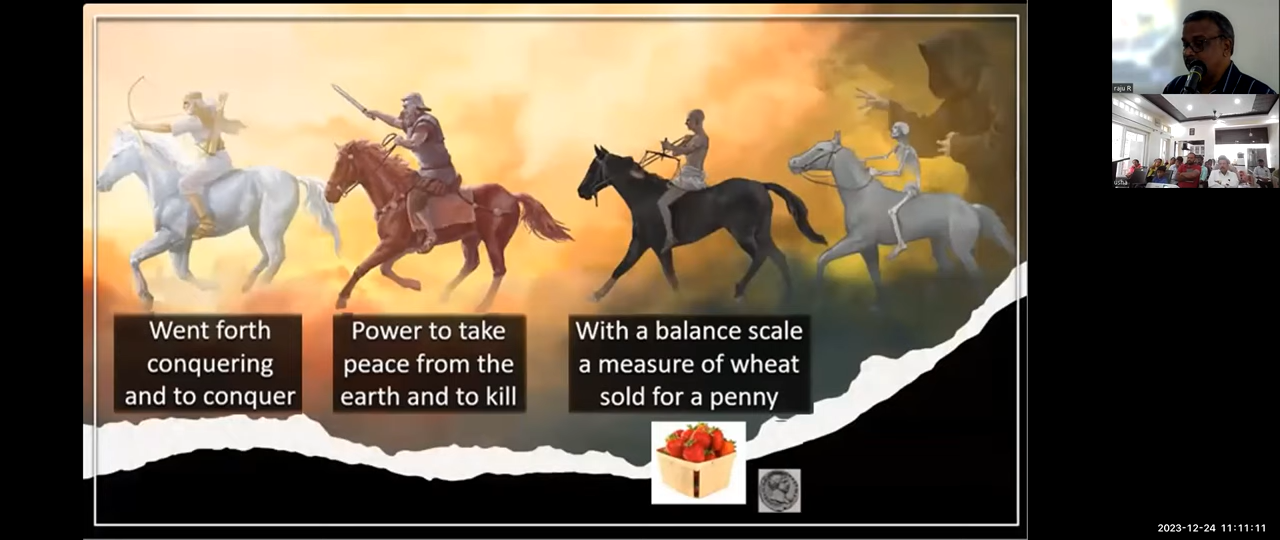 Went forth
conquering
and to conquer
Power to take
peace from the
earth and to kill
With a balance scale
a measure of wheat
sold for a penny
raju R
usha
2023-12-24 11:11:11